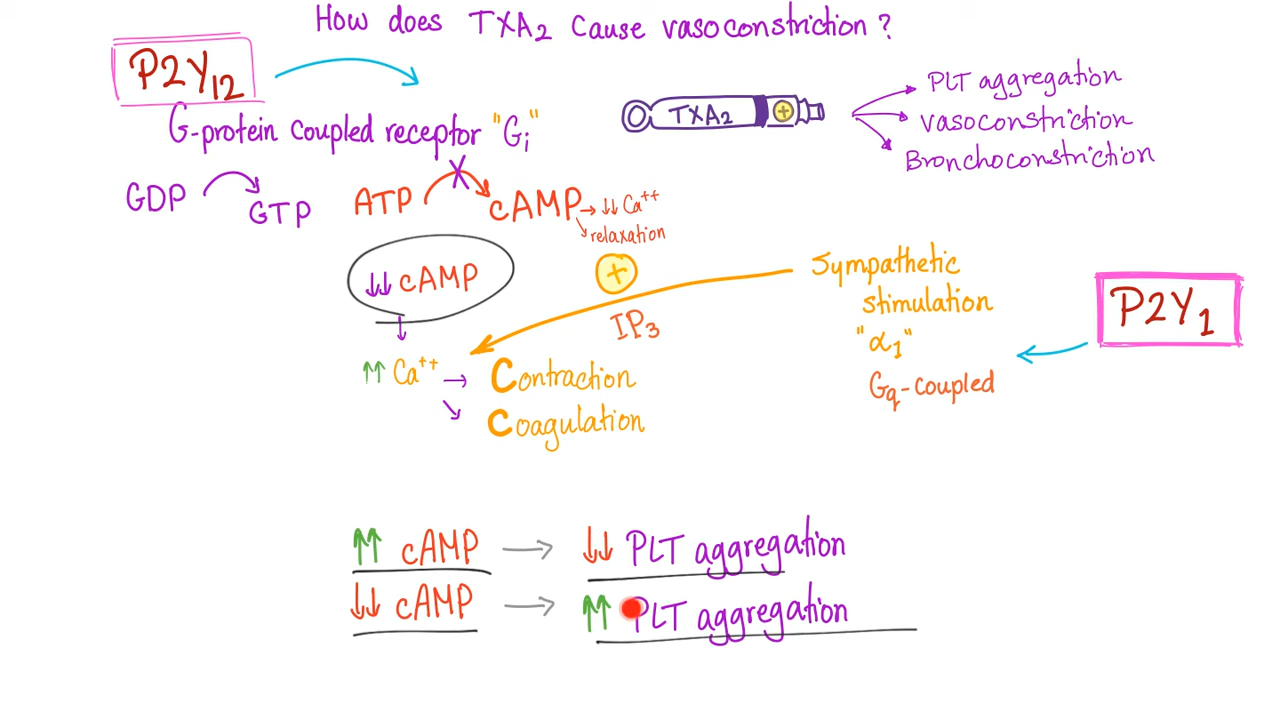 How does TXA2 Cause vasoconstriction?
P2Y12
G-protein coupled receptor "Gi"
GDP
GTP
ATP
cAMP → ↓↓ Ca++
↘ relaxation
TXA2 +
PLT aggregation
vasoconstriction
Bronchoconstriction
↓↓ cAMP
↓
↑↑ Ca++ → Contraction
↘ Coagulation
+
IP3
Sympathetic
stimulation
"α1"
Gq-coupled
P2Y1
↑↑ cAMP → ↓↓ PLT aggregation
↓↓ cAMP → ↑↑ PLT aggregation